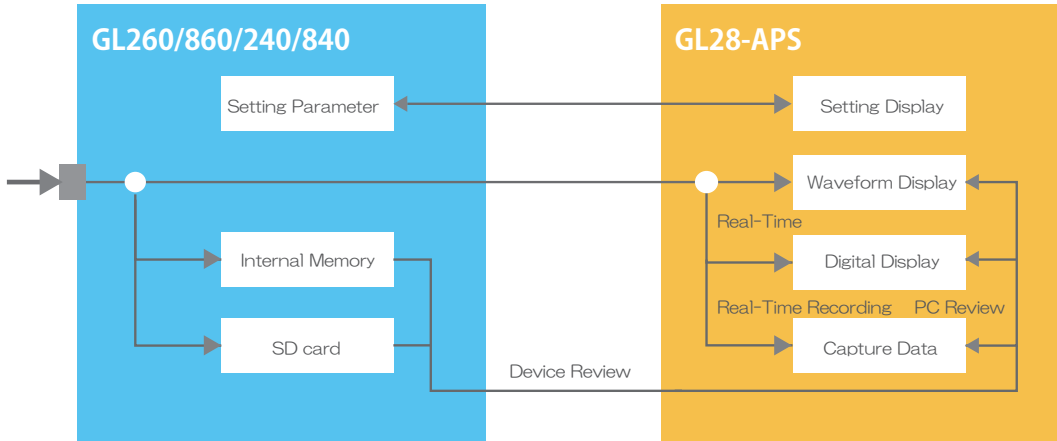 GL260/860/240/840
GL28-APS
Setting Parameter
Setting Display
Waveform Display
Real-Time
Internal Memory
Digital Display
Real-Time Recording
PC Review
SD card
Capture Data
Device Review